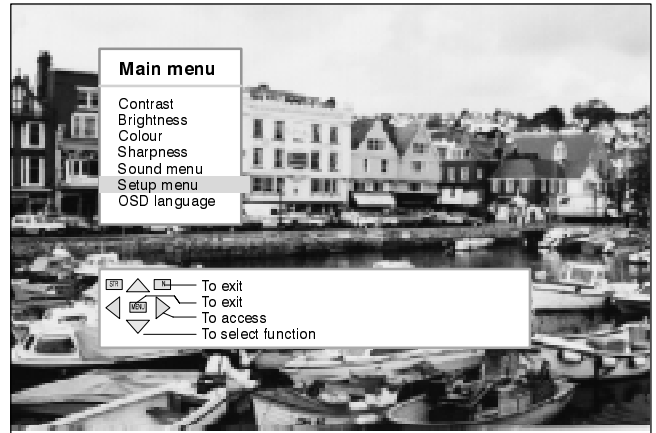 Main menu
Contrast
Brightness
Colour
Sharpness
Sound menu
Setup menu
OSD language
STR N To exit
MENU To exit
To access
To select function